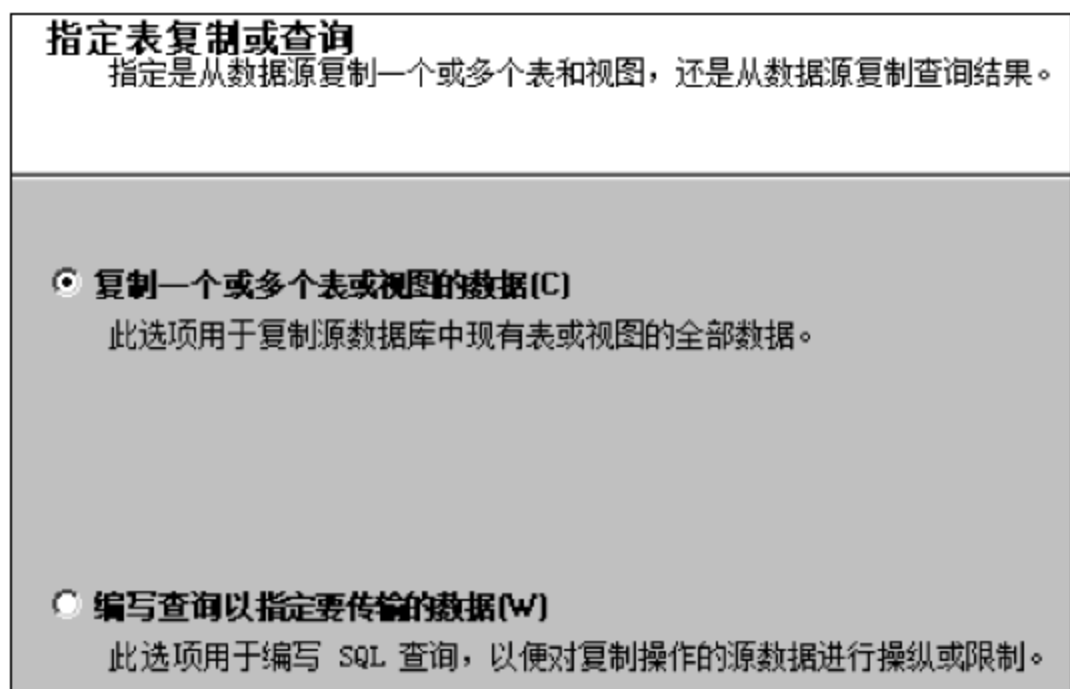 指定表复制或查询
指定是从数据源复制一个或多个表和视图，还是从数据源复制查询结果。
复制一个或多个表或视图的数据(C)
此选项用于复制源数据库中现有表或视图的全部数据。
编写查询以指定要传输的数据(W)
此选项用于编写 SQL 查询，以便对复制操作的源数据进行操纵或限制。